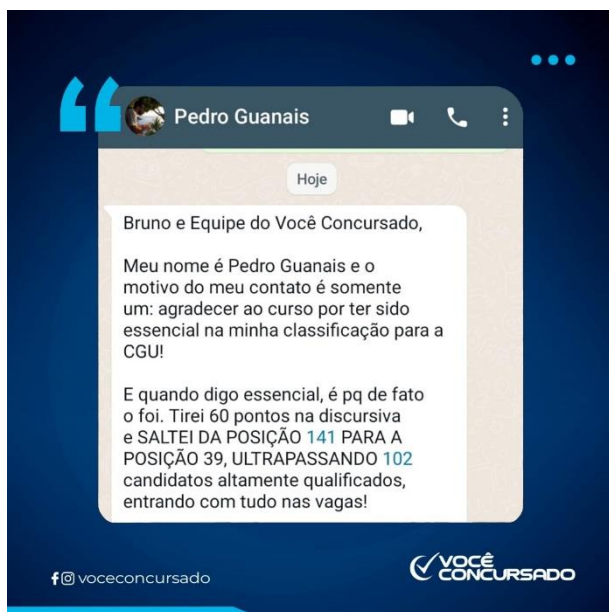 Pedro Guanais
Hoje
Bruno e Equipe do Você Concursado,
Meu nome é Pedro Guanais e o
motivo do meu contato é somente
um: agradecer ao curso por ter sido
essencial na minha classificação para a
CGU!
E quando digo essencial, é pq de fato
o foi. Tirei 60 pontos na discursiva
e SALTEI DA POSIÇÃO 141 PARA A
POSIÇÃO 39, ULTRAPASSANDO 102
candidatos altamente qualificados,
entrando com tudo nas vagas!
voceconcursado
VOCÊ
CONCURSADO